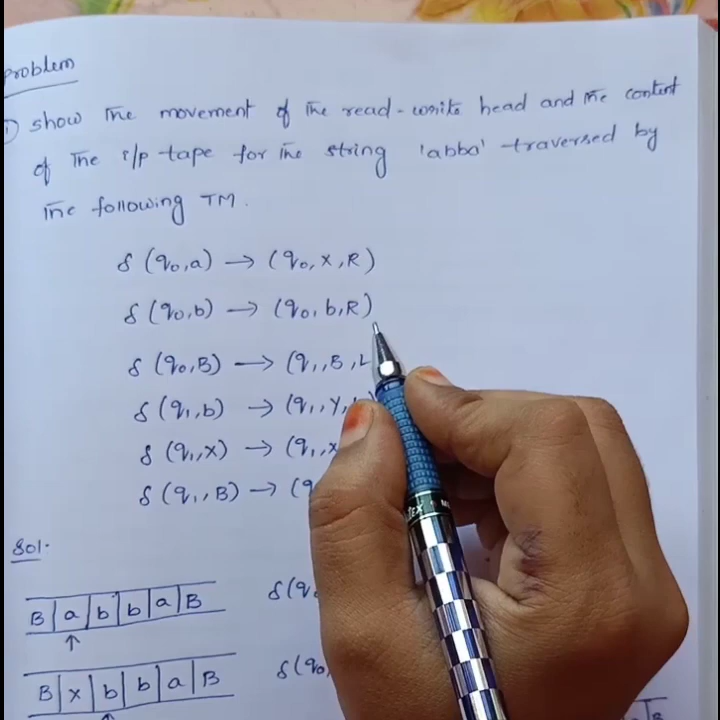 Problem
1) show the movement of the read-write head and the content
of the i/p tape for the string 'abba' traversed by
the following TM.
δ (q₀,a) → (q₀,x,R)
δ (q₀,b) → (q₀,b,R)
δ (q₀,B) → (q₁,B,L
δ (q₁,b) → (q₁,Y,
δ (q₁,x) → (q₁,x
δ (q₁,B) → (q
Sol.
B|a|b|b|a|B δ(q
↑
B|x|b|b|a|B δ(q₀,